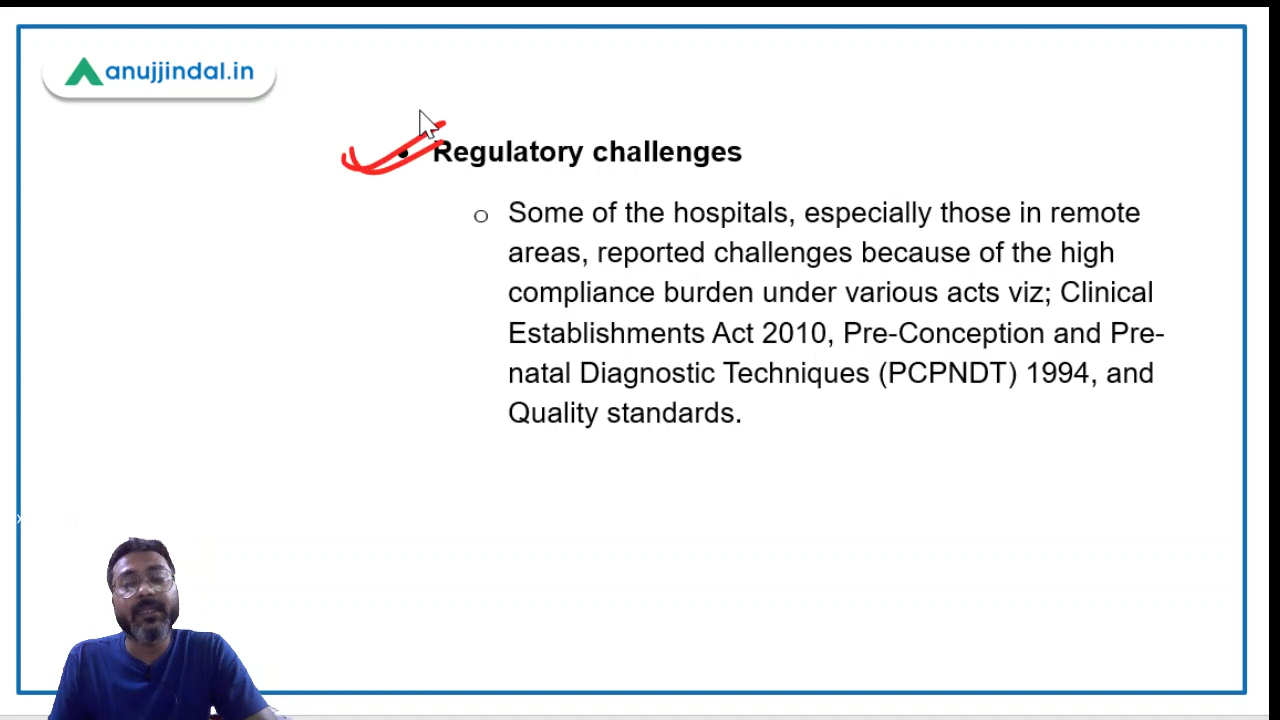 anujjindal.in
• Regulatory challenges
o Some of the hospitals, especially those in remote
areas, reported challenges because of the high
compliance burden under various acts viz; Clinical
Establishments Act 2010, Pre-Conception and Pre-
natal Diagnostic Techniques (PCPNDT) 1994, and
Quality standards.